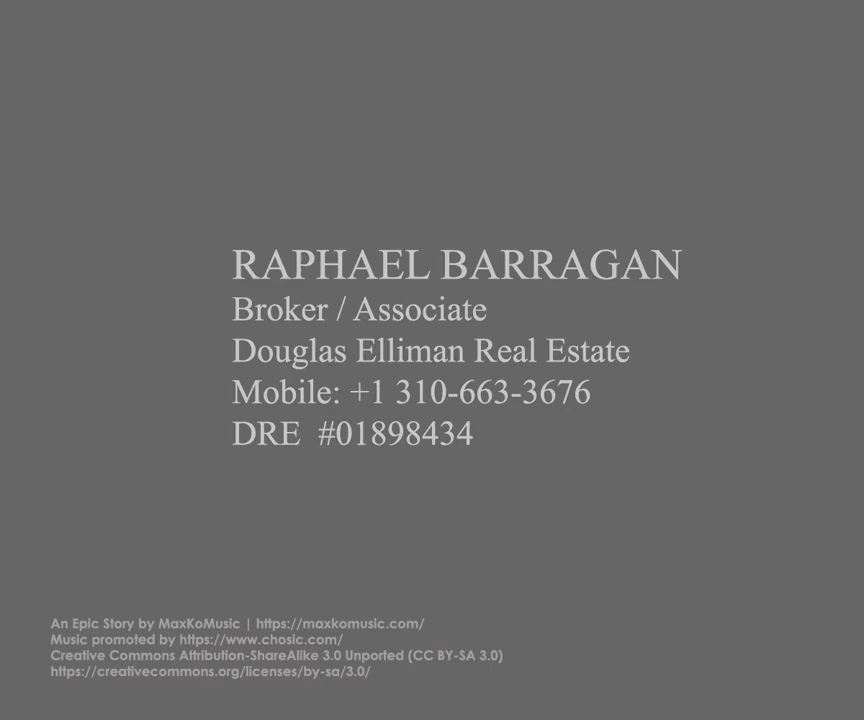 RAPHAEL BARRAGAN
Broker / Associate
Douglas Elliman Real Estate
Mobile: +1 310-663-3676
DRE  #01898434
An Epic Story by MaxKoMusic | https://maxkomusic.com/
Music promoted by https://www.chosic.com/
Creative Commons Attribution-ShareAlike 3.0 Unported (CC BY-SA 3.0)
https://creativecommons.org/licenses/by-sa/3.0/